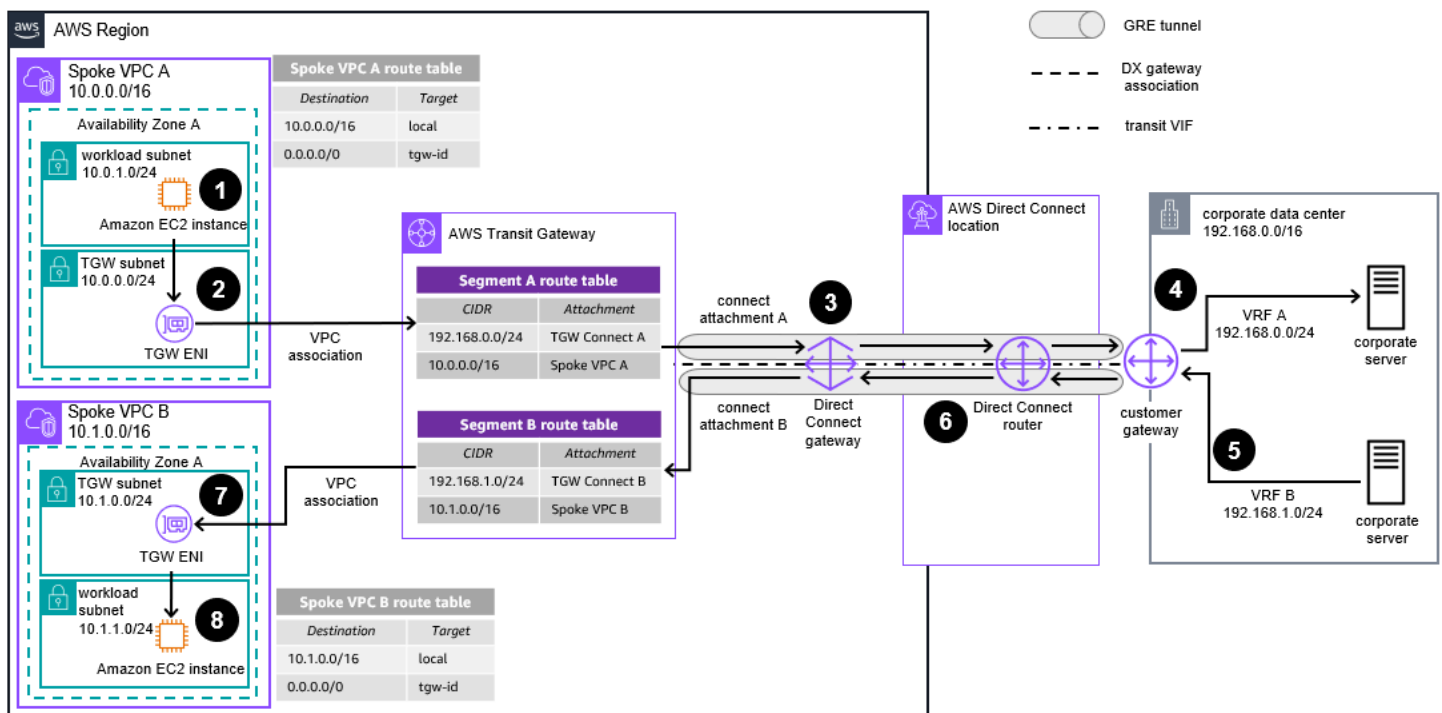 aws
AWS Region
GRE tunnel
DX gateway
association
transit VIF
Spoke VPC A
10.0.0.0/16
Availability Zone A
workload subnet
10.0.1.0/24
1
Amazon EC2 instance
TGW subnet
10.0.0.0/24
2
TGW ENI
Spoke VPC A route table
Destination Target
10.0.0.0/16 local
0.0.0.0/0 tgw-id
VPC
association
AWS Transit Gateway
Segment A route table
CIDR Attachment
192.168.0.0/24 TGW Connect A
10.0.0.0/16 Spoke VPC A
Segment B route table
CIDR Attachment
192.168.1.0/24 TGW Connect B
10.1.0.0/16 Spoke VPC B
connect
attachment A
3
connect
attachment B
Direct
Connect
gateway
AWS Direct Connect
location
6
Direct Connect
router
corporate data center
192.168.0.0/16
4
VRF A
192.168.0.0/24
corporate
server
customer
gateway
5
VRF B
192.168.1.0/24
corporate
server
Spoke VPC B
10.1.0.0/16
Availability Zone A
TGW subnet
10.1.0.0/24
7
TGW ENI
VPC
association
workload
subnet
10.1.1.0/24
8
Amazon EC2 instance
Spoke VPC B route table
Destination Target
10.1.0.0/16 local
0.0.0.0/0 tgw-id